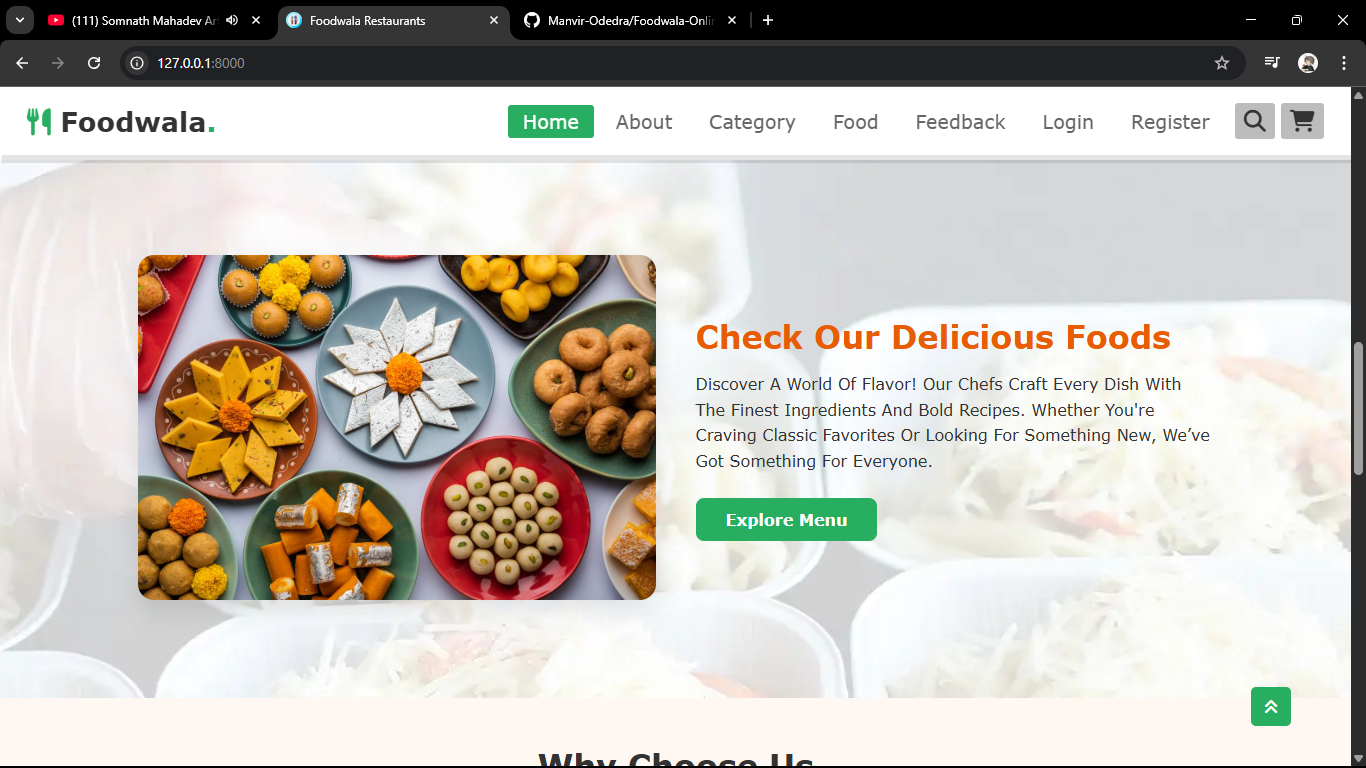 (111) Somnath Mahadev Ar
Foodwala Restaurants
Manvir-Odedra/Foodwala-Onli
127.0.0.1:8000
Foodwala.
Home
About
Category
Food
Feedback
Login
Register
Check Our Delicious Foods
Discover A World Of Flavor! Our Chefs Craft Every Dish With
The Finest Ingredients And Bold Recipes. Whether You're
Craving Classic Favorites Or Looking For Something New, We’ve
Got Something For Everyone.
Explore Menu
Why Choose Us